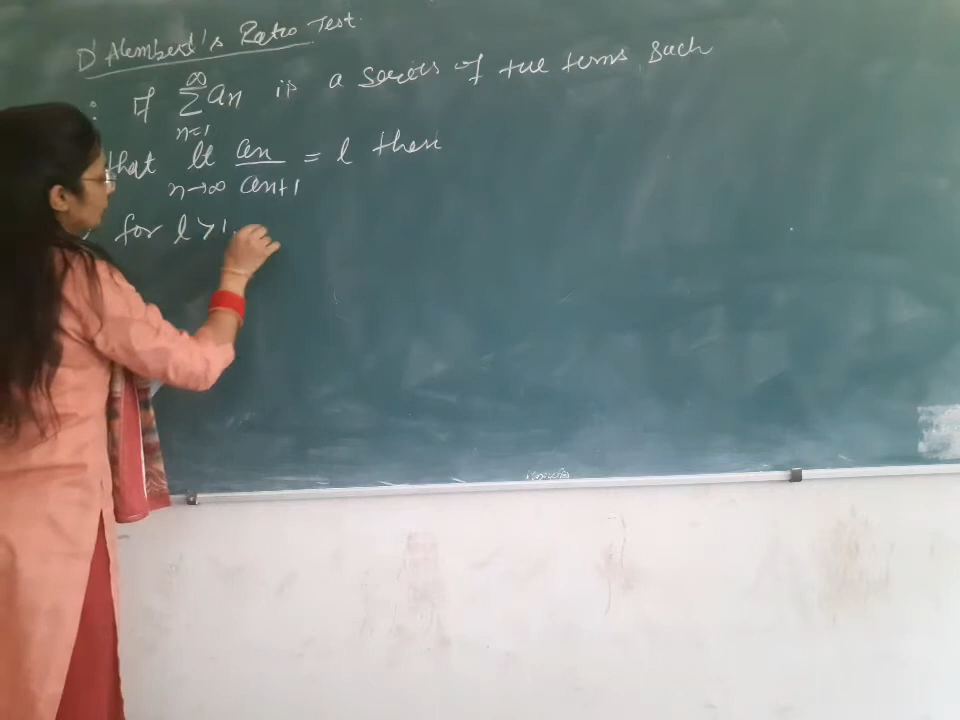 D'Alembert's Ratio Test.
: If ∞∑n=1 an is a series of +ve terms such
that lt n→∞ an/an+1 = l then
for l > 1